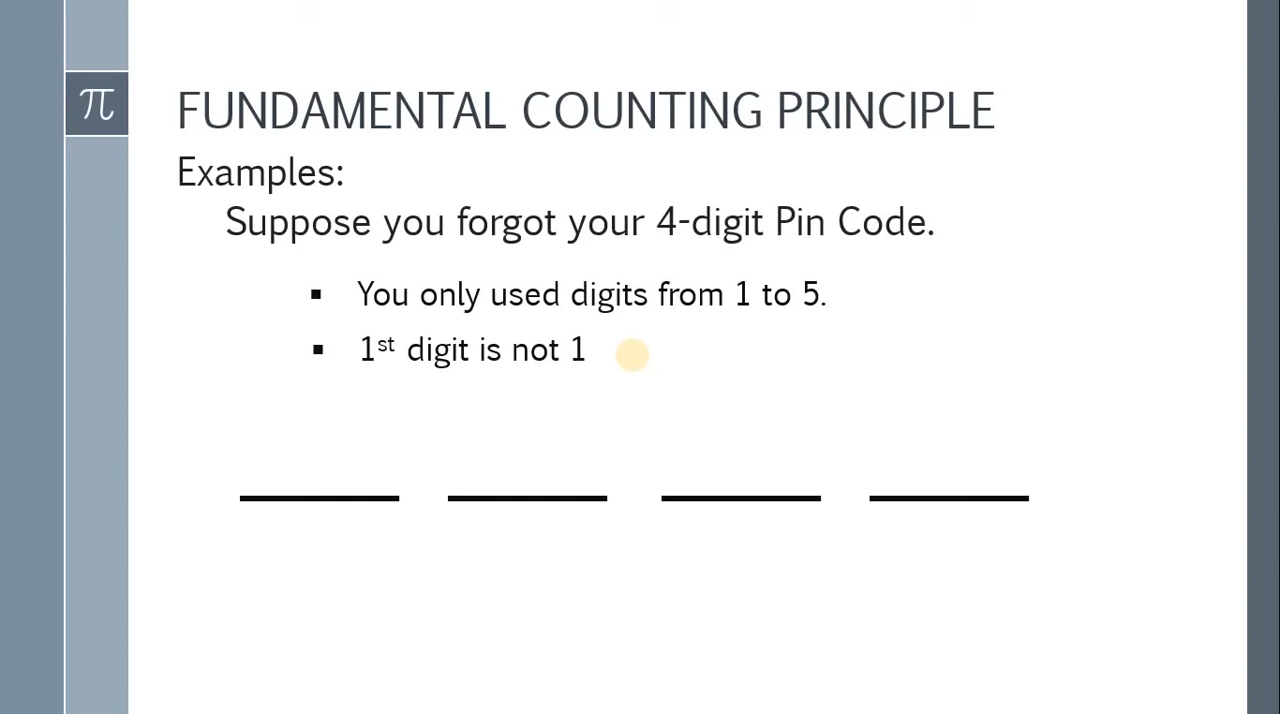 π
FUNDAMENTAL COUNTING PRINCIPLE
Examples:
Suppose you forgot your 4-digit Pin Code.
▪ You only used digits from 1 to 5.
▪ 1st digit is not 1